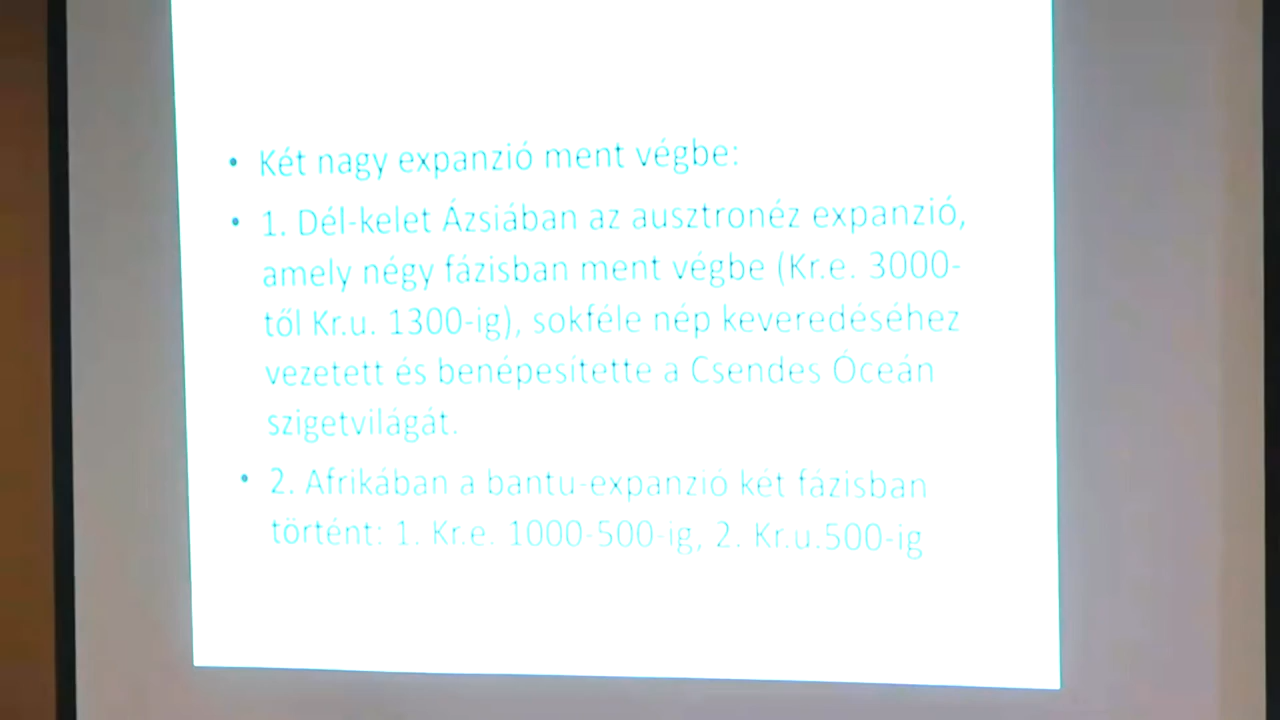 • Két nagy expanzió ment végbe:
• 1. Dél-kelet Ázsiában az ausztronéz expanzió,
amely négy fázisban ment végbe (Kr.e. 3000-
től Kr.u. 1300-ig), sokféle nép keveredéséhez
vezetett és benépesítette a Csendes Óceán
szigetvilágát.
• 2. Afrikában a bantu-expanzió két fázisban
történt: 1. Kr.e. 1000-500-ig, 2. Kr.u.500-ig